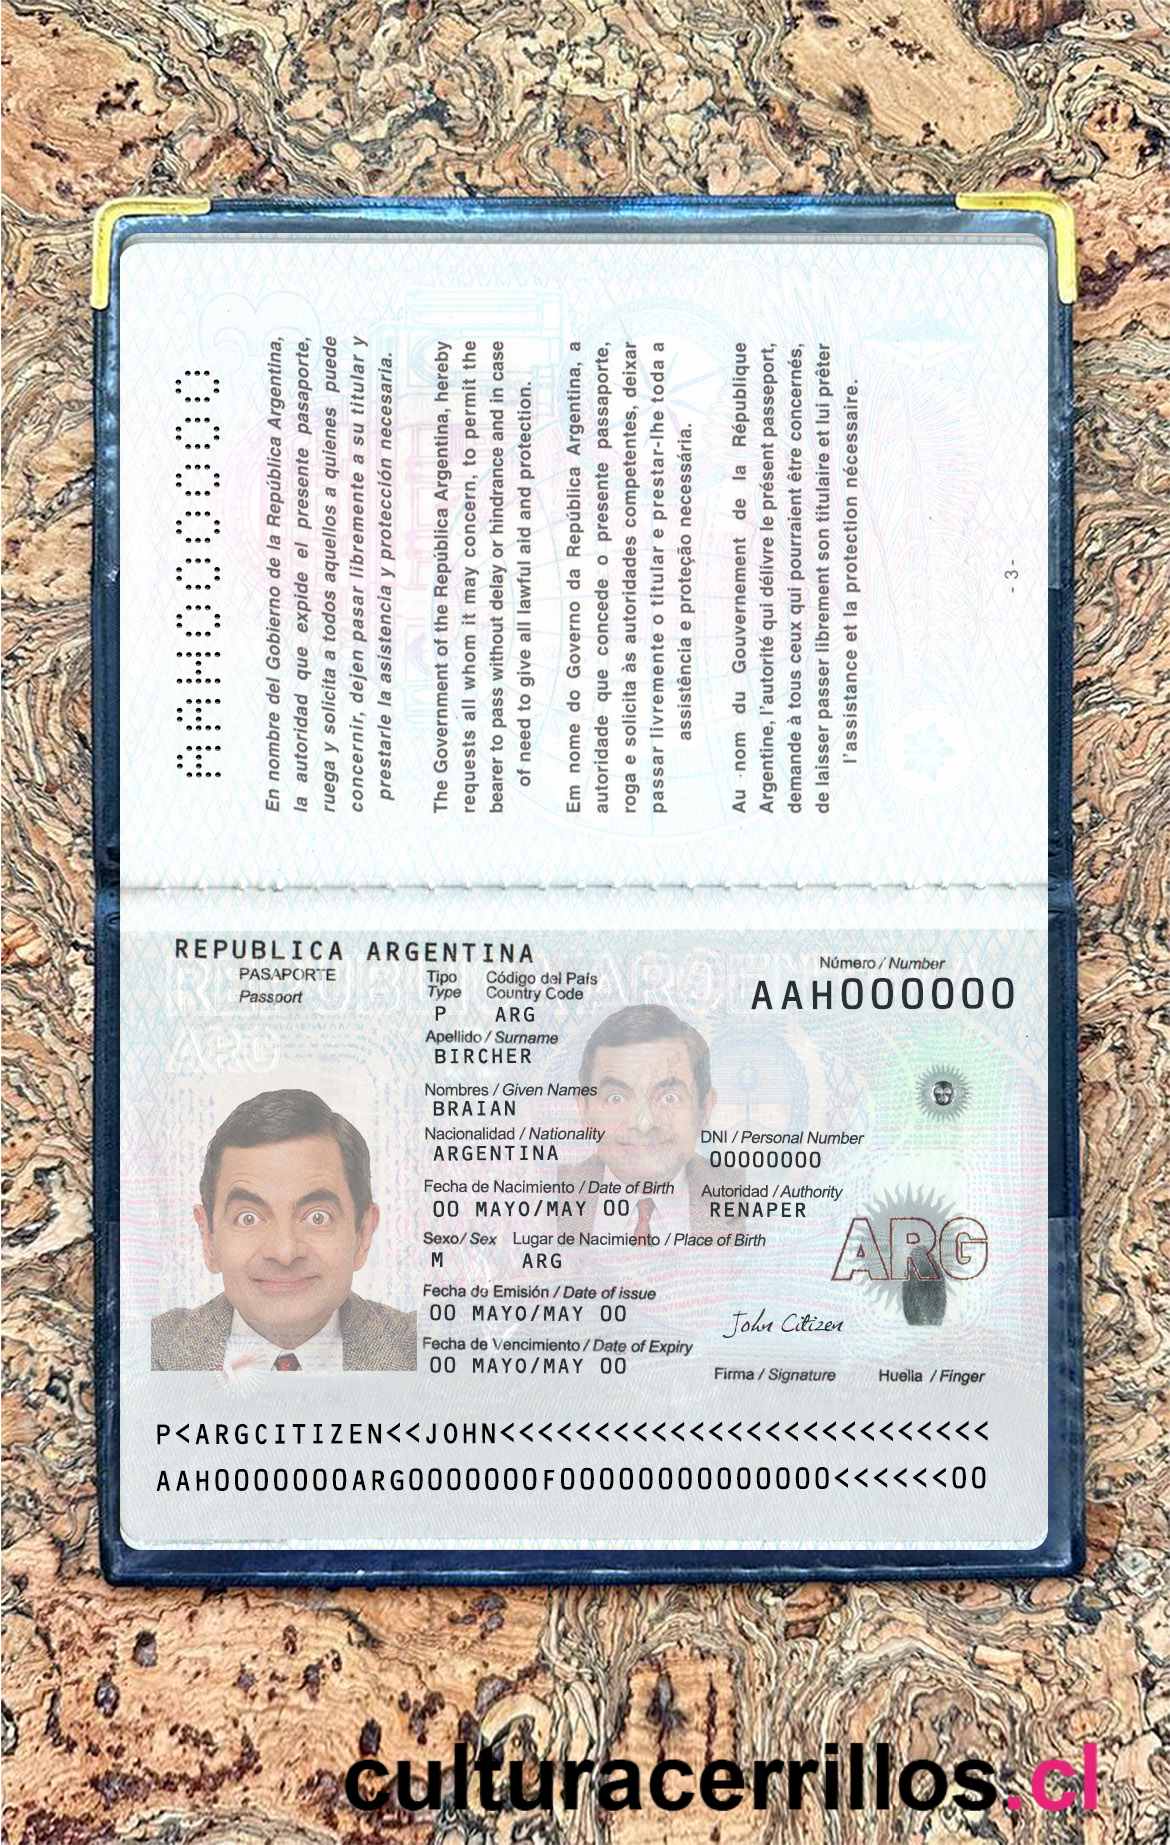 AAH000000
En nombre del Gobierno de la República Argentina,
la autoridad que expide el presente pasaporte,
ruega y solicita a todos aquellos a quienes puede
concernir, dejen pasar libremente a su titular y
prestarle la asistencia y protección necesaria.
The Government of the República Argentina, hereby
requests all whom it may concern, to permit the
bearer to pass without delay or hindrance and in case
of need to give all lawful aid and protection.
Em nome do Governo da República Argentina, a
autoridade que concede o presente passaporte,
roga e solicita às autoridades competentes, deixar
passar livremente o titular e prestar-lhe toda a
assistência e proteção necessária.
Au nom du Gouvernement de la République
Argentine, l'autorité qui délivre le présent passeport,
demande à tous ceux qui pourraient être concernés,
de laisser passer librement son titulaire et lui prêter
l'assistance et la protection nécessaire.
- 3 -
REPUBLICA ARGENTINA
PASAPORTE
Passport
Tipo Código del País
Type Country Code
P ARG
Número / Number
AAH000000
Apellido / Surname
BIRCHER
Nombres / Given Names
BRAIAN
Nacionalidad / Nationality
ARGENTINA
DNI / Personal Number
00000000
Fecha de Nacimiento / Date of Birth
00 MAYO/MAY 00
Autoridad / Authority
RENAPER
Sexo/ Sex Lugar de Nacimiento / Place of Birth
M ARG
Fecha de Emisión / Date of issue
00 MAYO/MAY 00
Fecha de Vencimiento / Date of Expiry
00 MAYO/MAY 00
ARG
John Citizen
Firma / Signature
Huella / Finger
P<ARGCITIZEN<<JOHN<<<<<<<<<<<<<<<<<<<<<<<<<<
AAH0000000ARG0000000F00000000000000<<<<<<00
culturacerrillos.cl